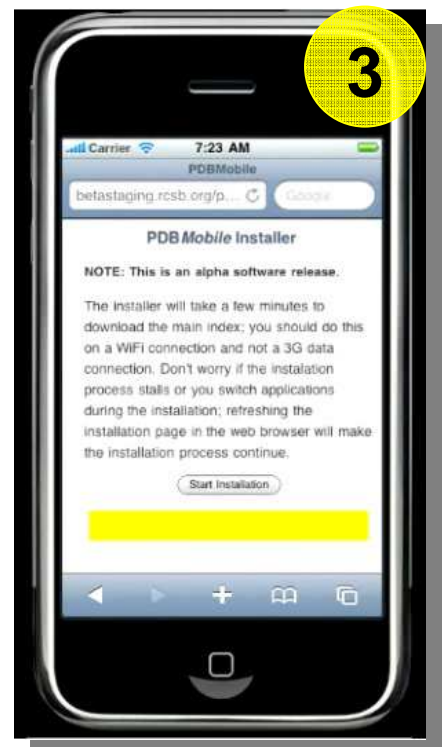 3
Carrier 7:23 AM
PDBMobile
betastaging.rcsb.org/p... Google
PDBMobile Installer
NOTE: This is an alpha software release.
The installer will take a few minutes to
download the main index; you should do this
on a WiFi connection and not a 3G data
connection. Don't worry if the instalation
process stalls or you switch applications
during the installation; refreshing the
installation page in the web browser will make
the installation process continue.
Start Installation